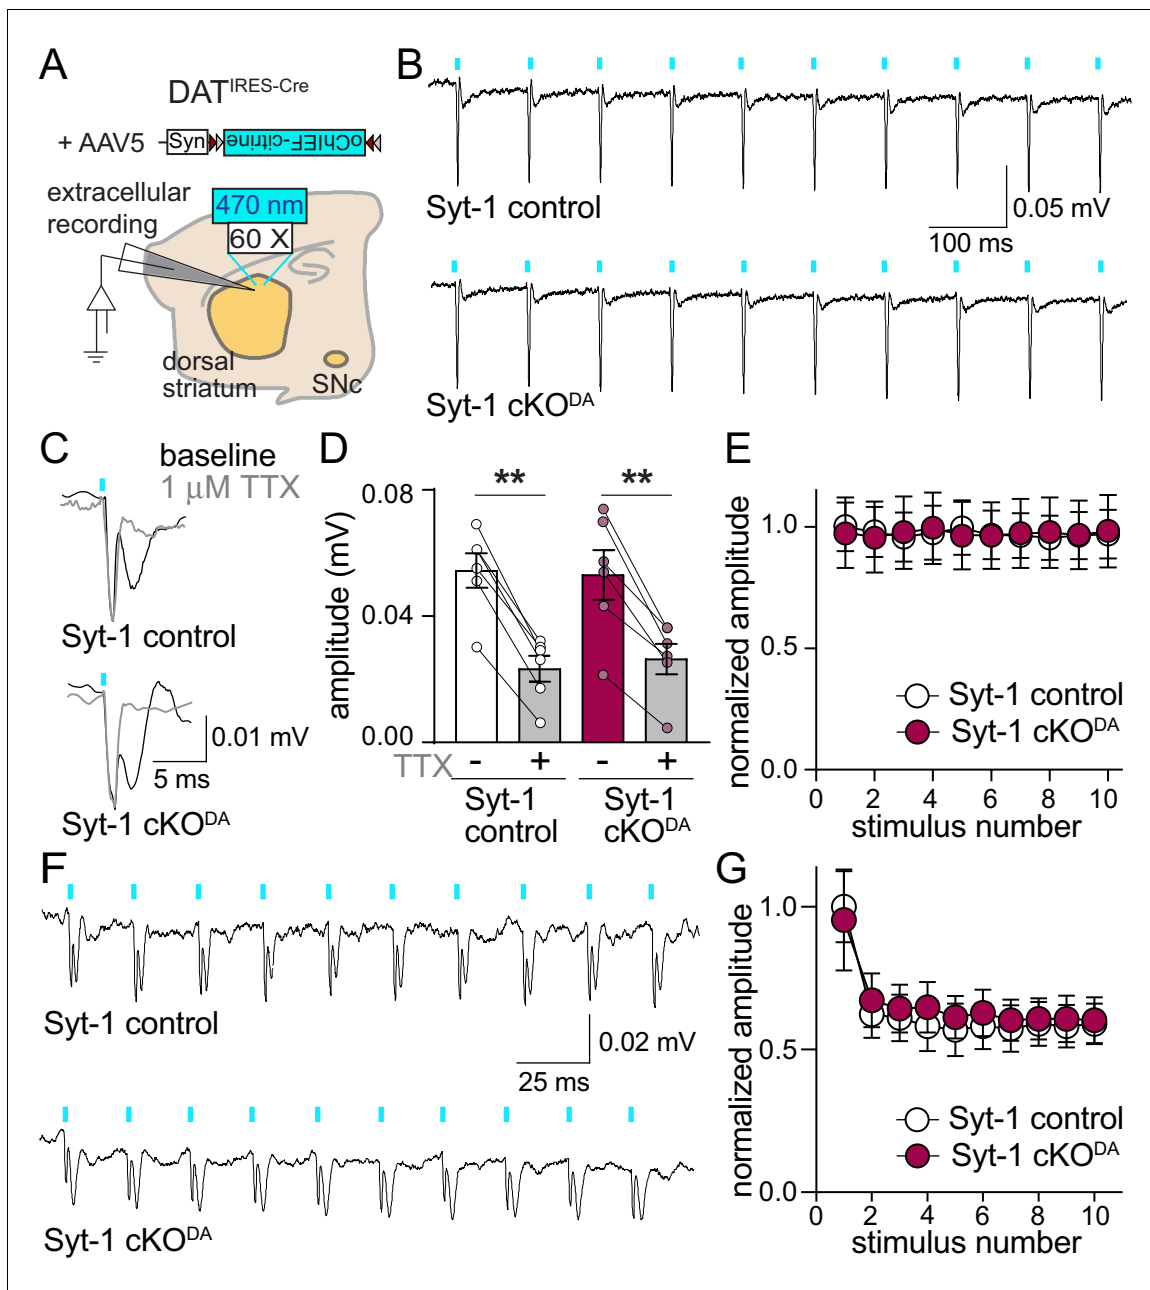 A
DAT^IRES-Cre
+ AAV5
Syn
oChIEF-citrine
extracellular
recording
470 nm
60 X
dorsal
striatum
SNc
B
Syt-1 control
0.05 mV
100 ms
Syt-1 cKO^DA
C
baseline
1 μM TTX
Syt-1 control
0.01 mV
5 ms
Syt-1 cKO^DA
D
** **
amplitude (mV)
0.08
0.04
0.00
TTX - + - +
Syt-1
control
Syt-1
cKO^DA
E
normalized amplitude
1.0
0.5
0.0
Syt-1 control
Syt-1 cKO^DA
0 2 4 6 8 10
stimulus number
F
Syt-1 control
0.02 mV
25 ms
Syt-1 cKO^DA
G
normalized amplitude
1.0
0.5
0.0
Syt-1 control
Syt-1 cKO^DA
0 2 4 6 8 10
stimulus number